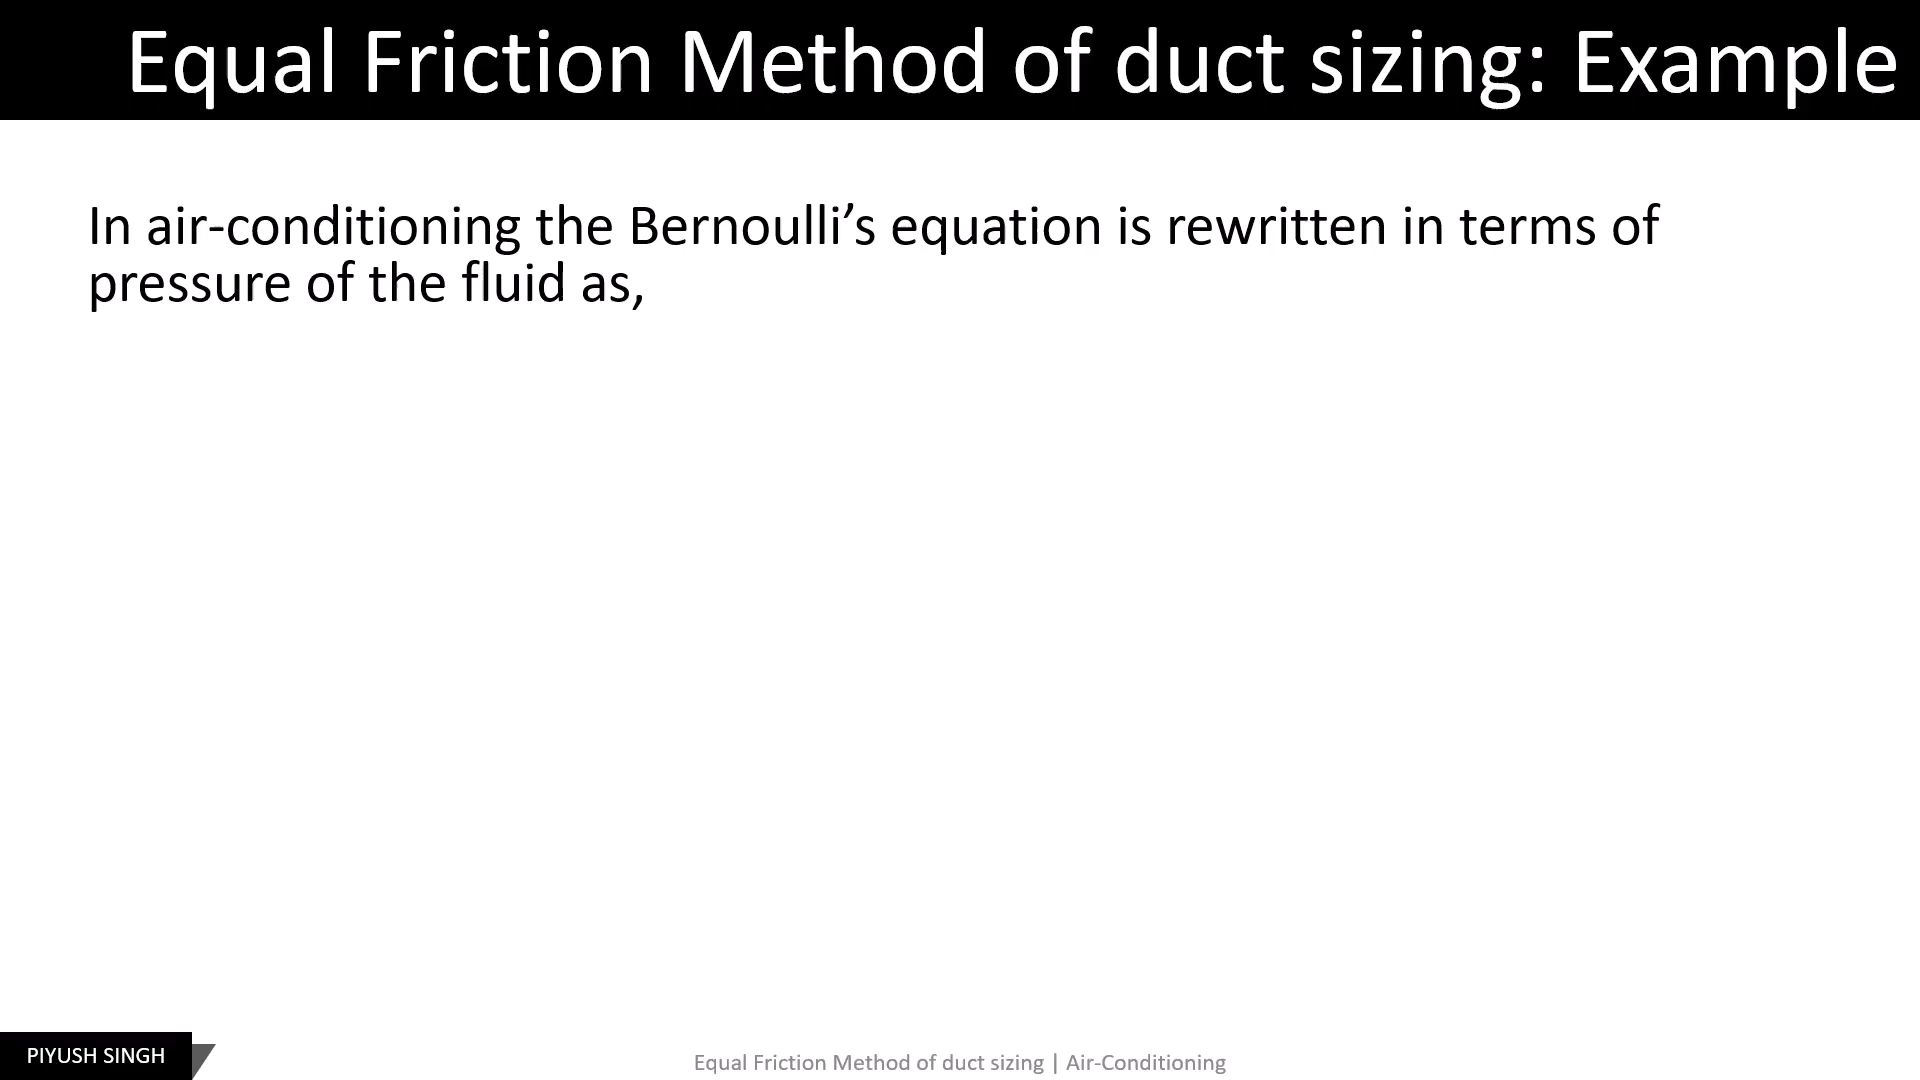 Equal Friction Method of duct sizing: Example
In air-conditioning the Bernoulli’s equation is rewritten in terms of
pressure of the fluid as,
PIYUSH SINGH
Equal Friction Method of duct sizing | Air-Conditioning